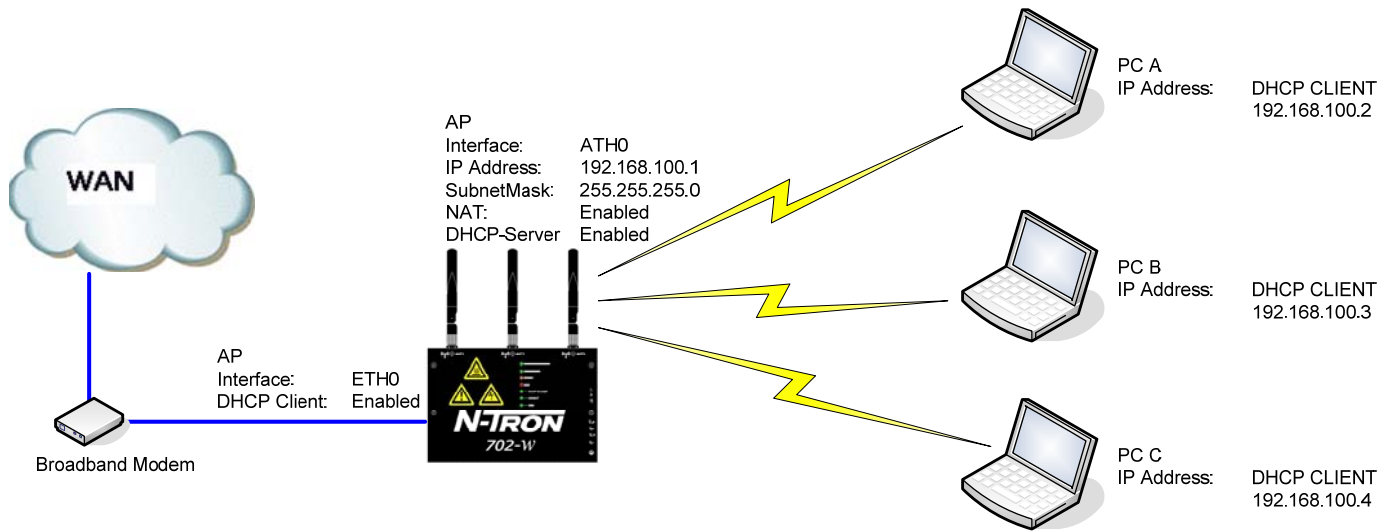 WAN
AP
Interface: ATH0
IP Address: 192.168.100.1
SubnetMask: 255.255.255.0
NAT: Enabled
DHCP-Server Enabled
AP
Interface: ETH0
DHCP Client: Enabled
Broadband Modem
N-TRON
702-W
PC A
IP Address: DHCP CLIENT
192.168.100.2
PC B
IP Address: DHCP CLIENT
192.168.100.3
PC C
IP Address: DHCP CLIENT
192.168.100.4